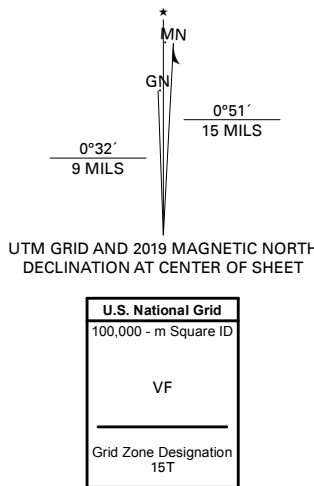 ★
MN
GN
0°51´
15 MILS
0°32´
9 MILS
UTM GRID AND 2019 MAGNETIC NORTH
DECLINATION AT CENTER OF SHEET
U.S. National Grid
100,000 - m Square ID
VF
Grid Zone Designation
15T